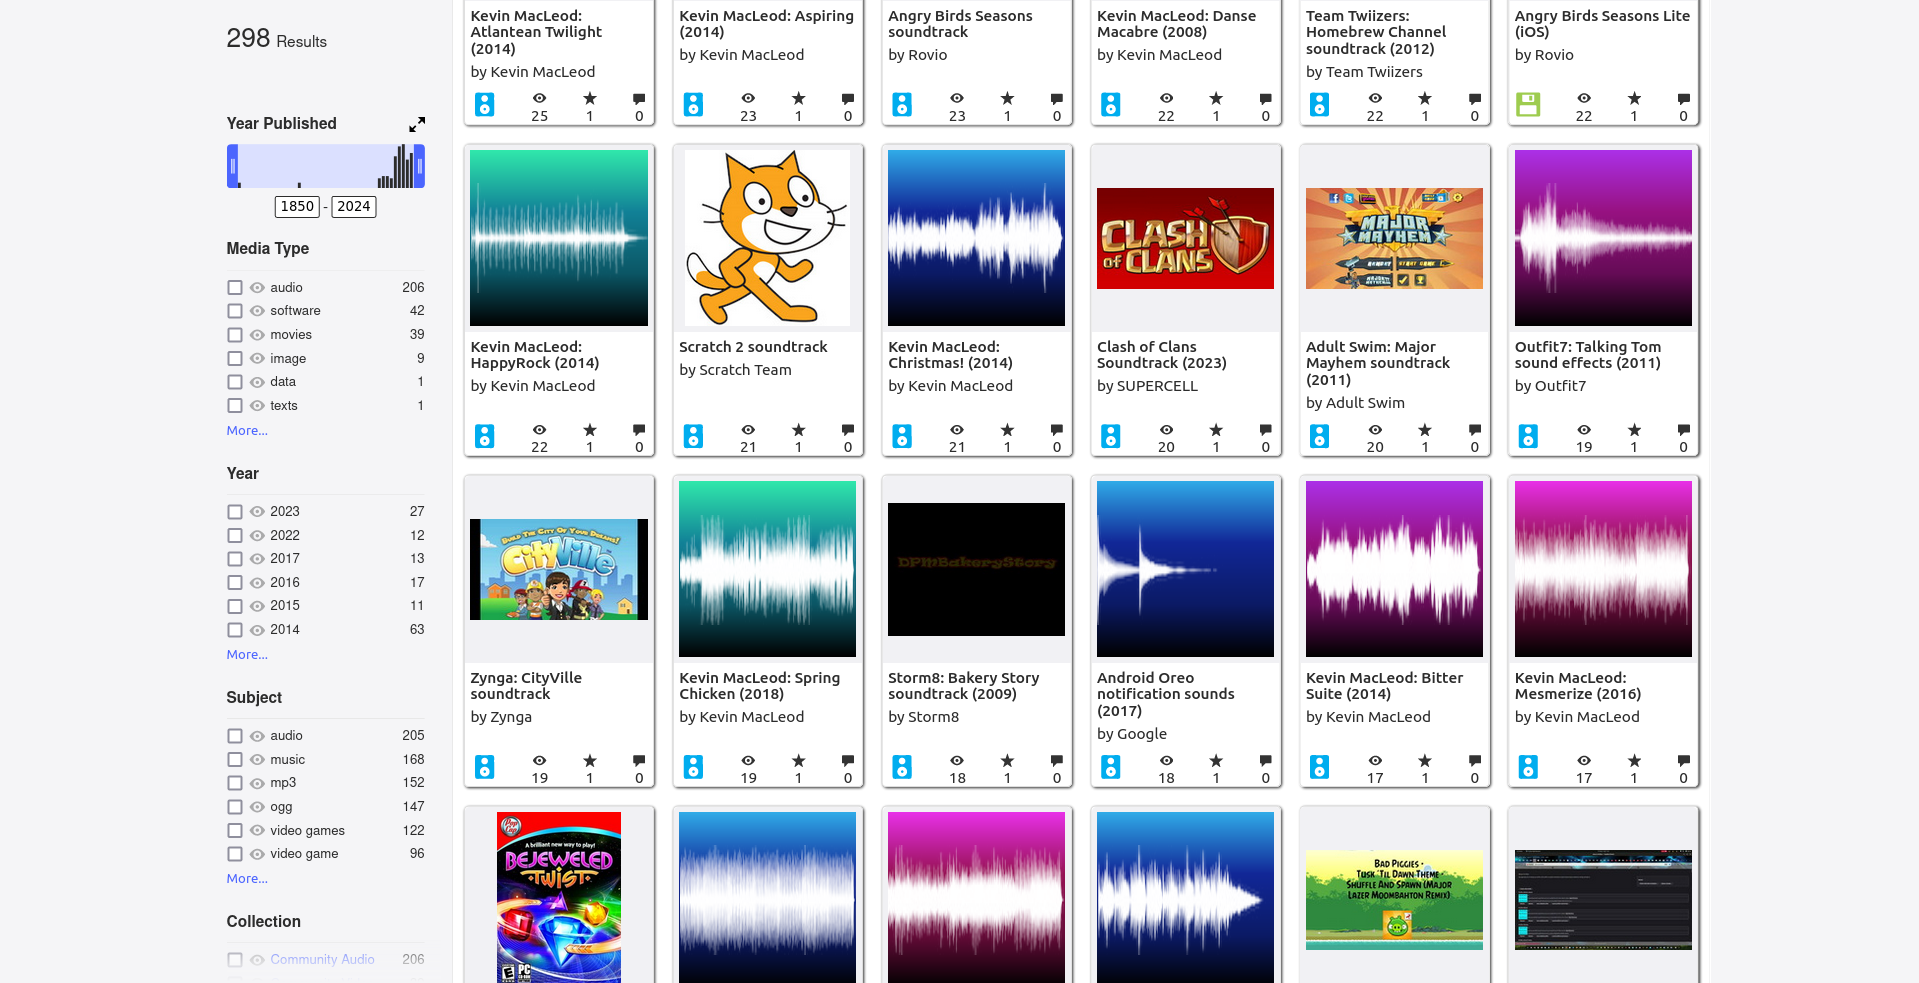 298 Results
Year Published
1850 - 2024
Media Type
audio 206
software 42
movies 39
image 9
data 1
texts 1
More...
Year
2023 27
2022 12
2017 13
2016 17
2015 11
2014 63
More...
Subject
audio 205
music 168
mp3 152
ogg 147
video games 122
video game 96
More...
Collection
Community Audio 206
Kevin MacLeod:
Atlantean Twilight
(2014)
by Kevin MacLeod
25 1 0
Kevin MacLeod: Aspiring
(2014)
by Kevin MacLeod
23 1 0
Angry Birds Seasons
soundtrack
by Rovio
23 1 0
Kevin MacLeod: Danse
Macabre (2008)
by Kevin MacLeod
22 1 0
Team Twiizers:
Homebrew Channel
soundtrack (2012)
by Team Twiizers
22 1 0
Angry Birds Seasons Lite
(iOS)
by Rovio
22 1 0
Kevin MacLeod:
HappyRock (2014)
by Kevin MacLeod
22 1 0
Scratch 2 soundtrack
by Scratch Team
21 1 0
Kevin MacLeod:
Christmas! (2014)
by Kevin MacLeod
21 1 0
CLASH
OF CLANS
Clash of Clans
Soundtrack (2023)
by SUPERCELL
20 1 0
MAJOR
MAYHEM
START GAME
Adult Swim: Major
Mayhem soundtrack
(2011)
by Adult Swim
20 1 0
Outfit7: Talking Tom
sound effects (2011)
by Outfit7
19 1 0
BUILD THE CITY OF YOUR DREAMS!
CityVille
Zynga: CityVille
soundtrack
by Zynga
19 1 0
Kevin MacLeod: Spring
Chicken (2018)
by Kevin MacLeod
19 1 0
DPMBakeryStory
Storm8: Bakery Story
soundtrack (2009)
by Storm8
18 1 0
Android Oreo
notification sounds
(2017)
by Google
18 1 0
Kevin MacLeod: Bitter
Suite (2014)
by Kevin MacLeod
17 1 0
Kevin MacLeod:
Mesmerize (2016)
by Kevin MacLeod
17 1 0
PopCap
A brilliant new way to play!
BEJEWELED
TWIST
E PC
BAD PIGGIES -
TUSK 'TIL DAWN THEME -
SHUFFLE AND SPAWN (MAJOR
LAZER MOOMBAHTON REMIX)